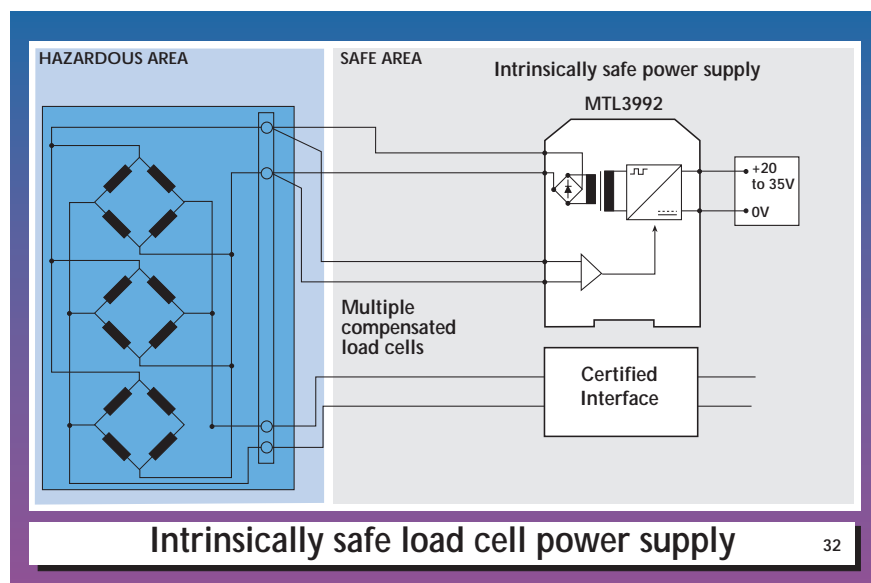 HAZARDOUS AREA
SAFE AREA
Intrinsically safe power supply
MTL3992
+20
to 35V
0V
Multiple
compensated
load cells
Certified
Interface
Intrinsically safe load cell power supply
32